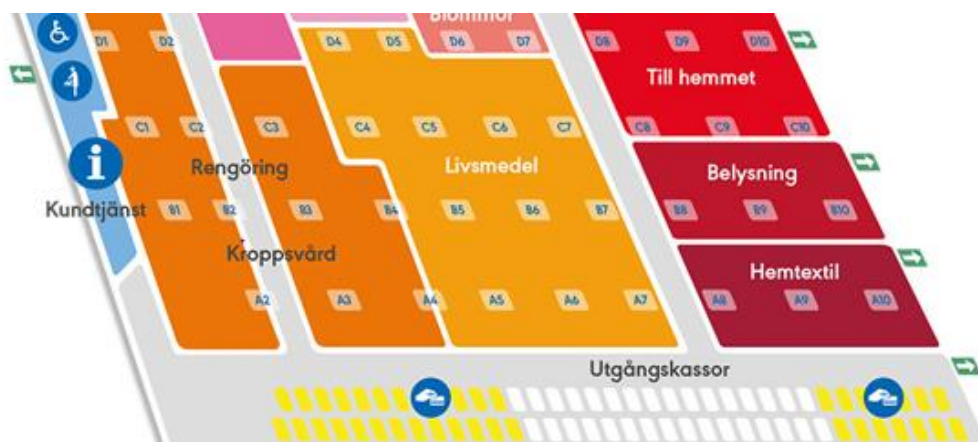 Blommor
D1 D2 D4 D5 D6 D7 D8 D9 D10
Till hemmet
C1 C2 C3 C4 C5 C6 C7 C8 C9 C10
i
Rengöring Livsmedel Belysning
Kundtjänst B1 B2 B3 B4 B5 B6 B7 B8 B9 B10
Kroppsvård Hemtextil
A2 A3 A4 A5 A6 A7 A8 A9 A10
Utgångskassor